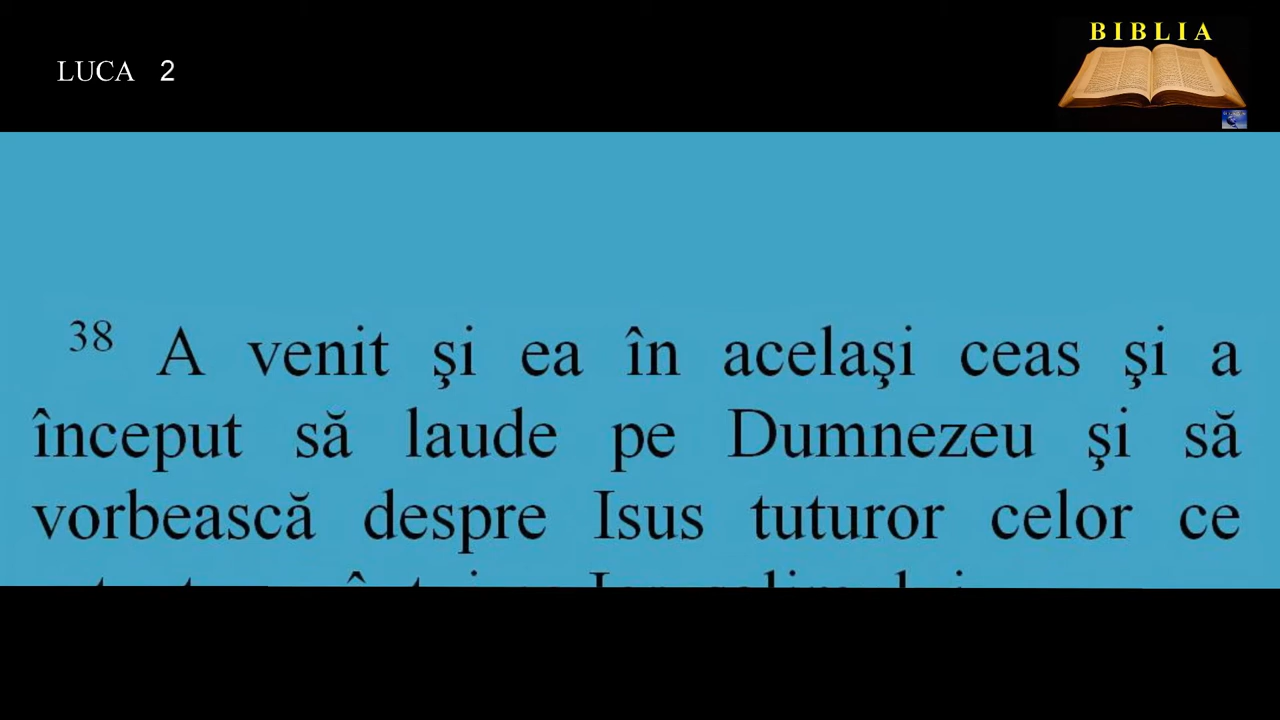 BIBLIA
LUCA 2
38 A venit şi ea în acelaşi ceas şi a
început să laude pe Dumnezeu şi să
vorbească despre Isus tuturor celor ce